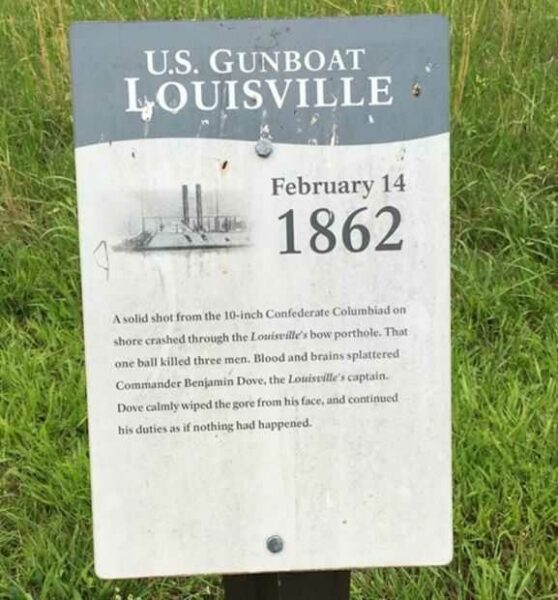 U.S. GUNBOAT
LOUISVILLE
February 14
1862
A solid shot from the 10-inch Confederate Columbiad on
shore crashed through the Louisville's bow porthole. That
one ball killed three men. Blood and brains splattered
Commander Benjamin Dove, the Louisville's captain.
Dove calmly wiped the gore from his face, and continued
his duties as if nothing had happened.